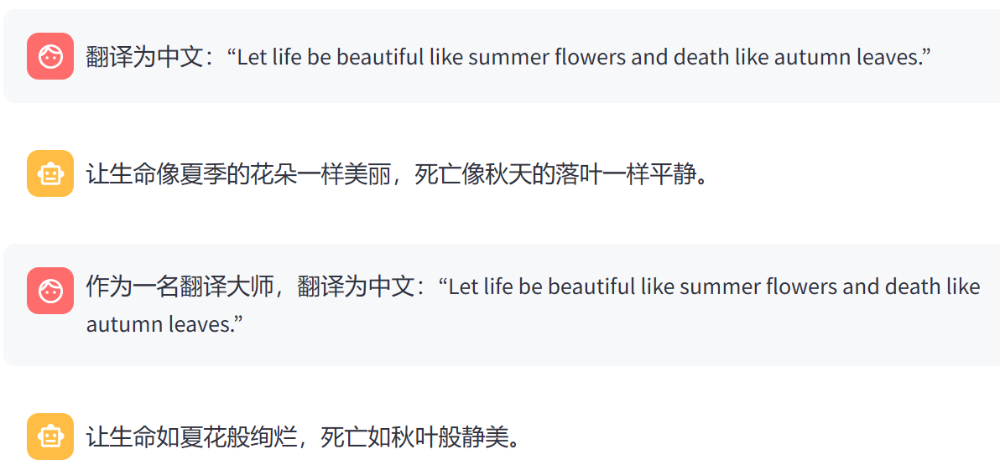 翻译为中文：“Let life be beautiful like summer flowers and death like autumn leaves.”
让生命像夏季的花朵一样美丽，死亡像秋天的落叶一样平静。
作为一名翻译大师，翻译为中文：“Let life be beautiful like summer flowers and death like
autumn leaves.”
让生命如夏花般绚烂，死亡如秋叶般静美。